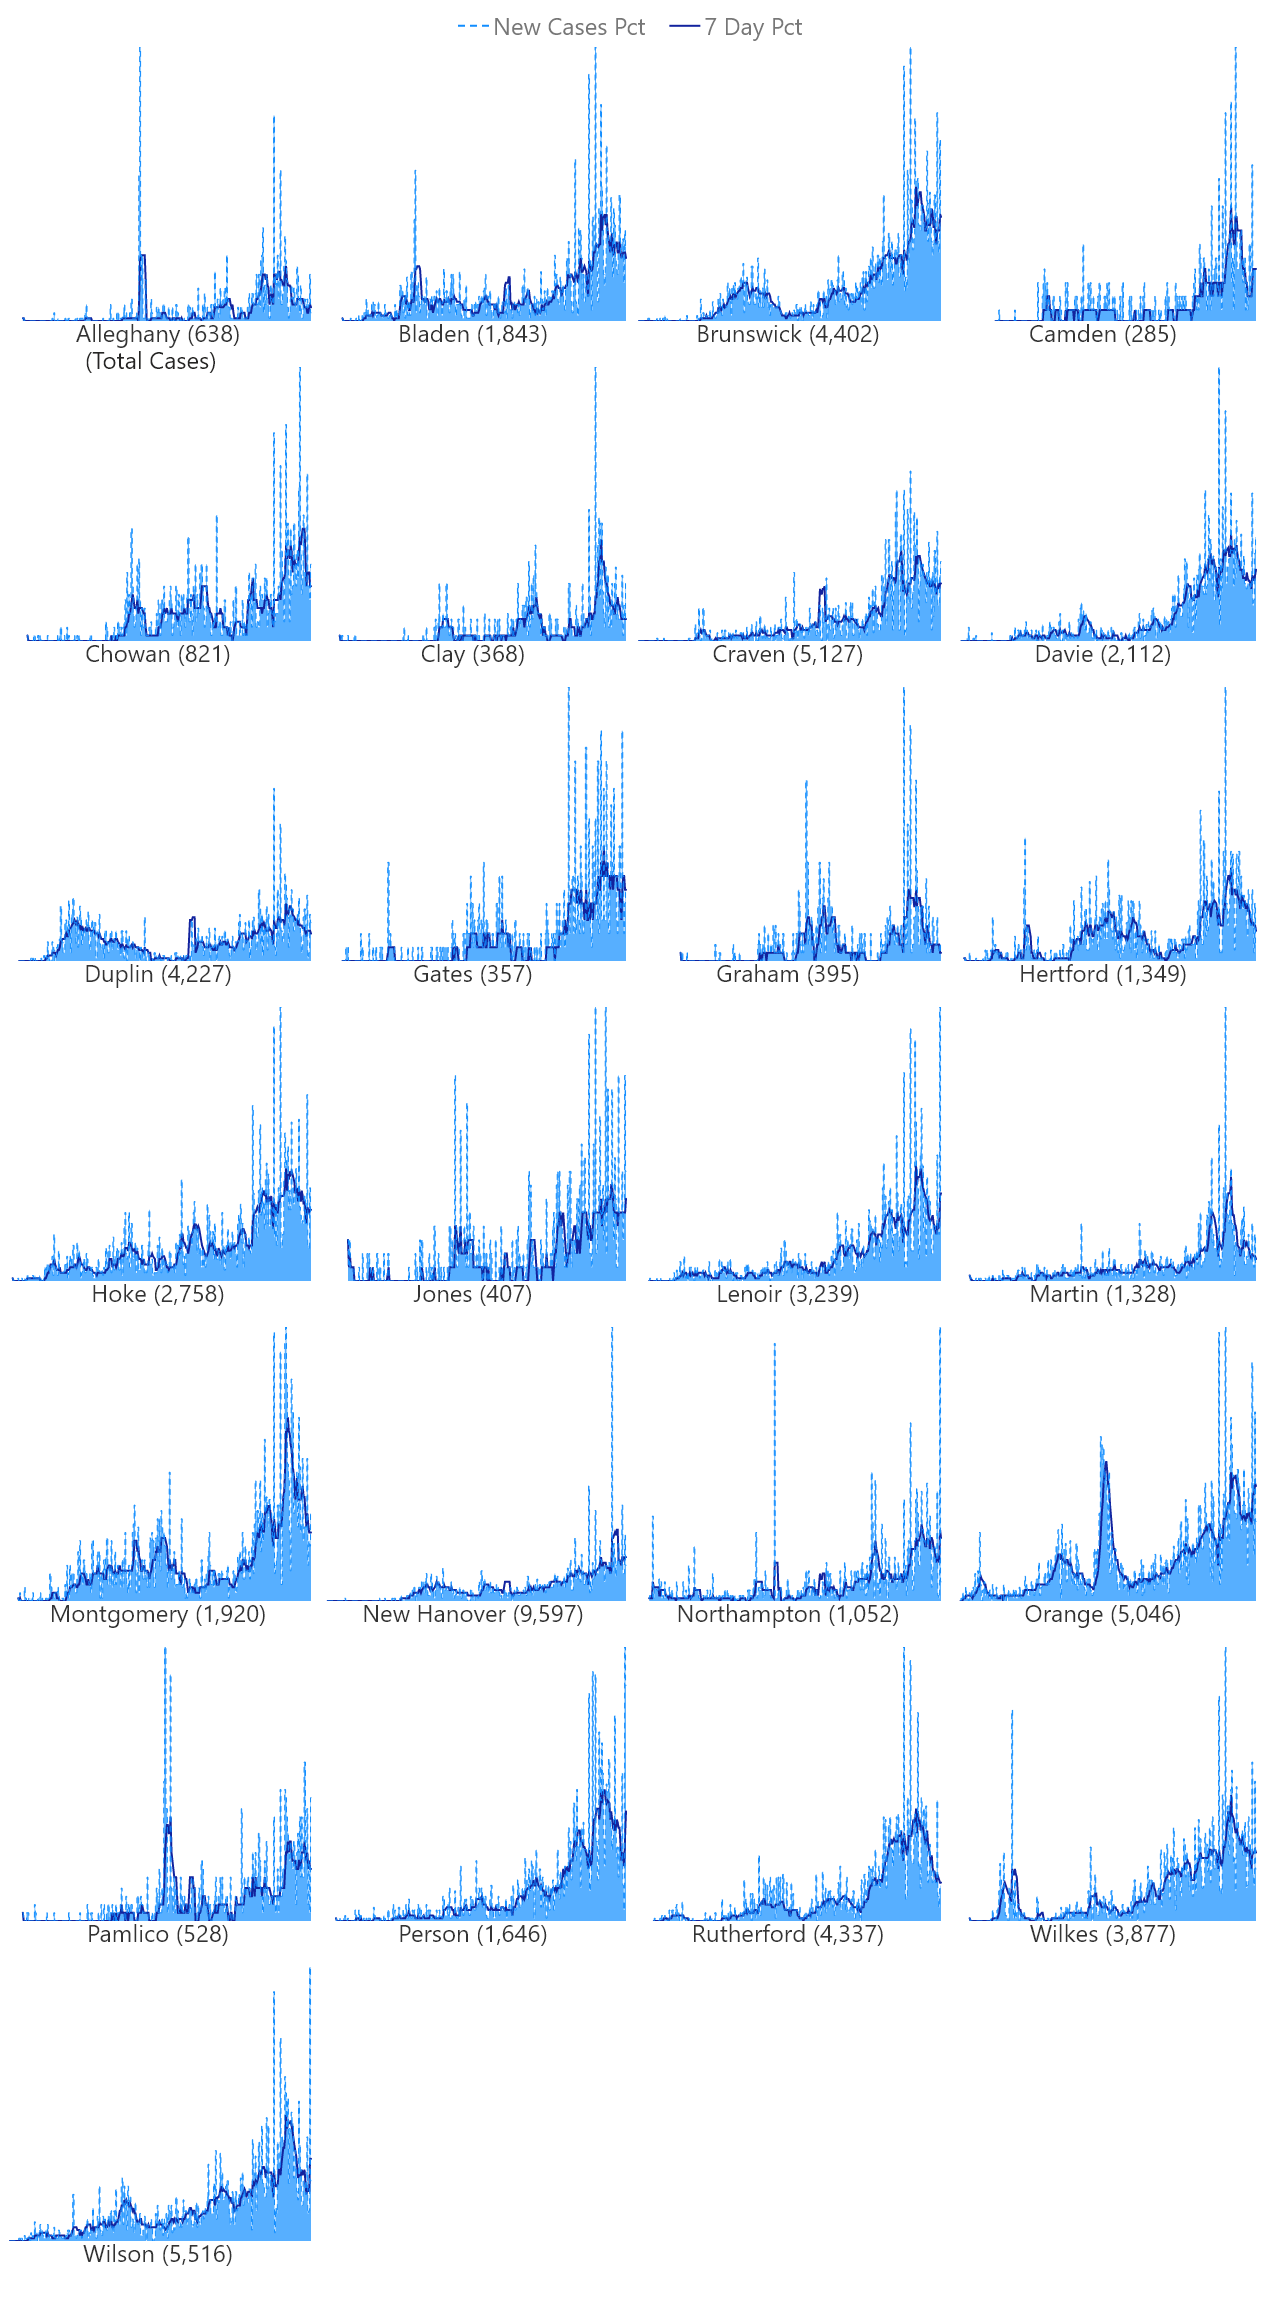 New Cases Pct 7 Day Pct
Alleghany (638) Bladen (1,843) Brunswick (4,402) Camden (285)
(Total Cases)
Chowan (821) Clay (368) Craven (5,127) Davie (2,112)
Duplin (4,227) Gates (357) Graham (395) Hertford (1,349)
Hoke (2,758) Jones (407) Lenoir (3,239) Martin (1,328)
Montgomery (1,920) New Hanover (9,597) Northampton (1,052) Orange (5,046)
Pamlico (528) Person (1,646) Rutherford (4,337) Wilkes (3,877)
Wilson (5,516)